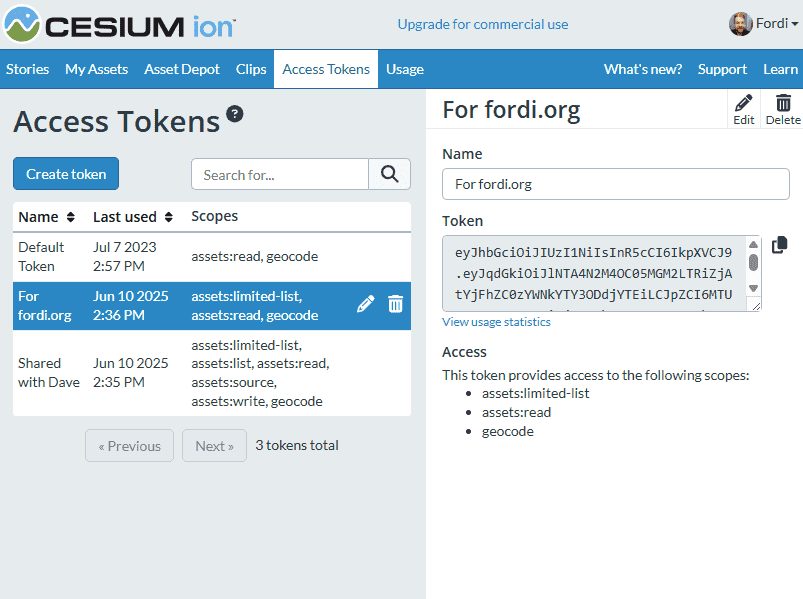 CESIUM ion
Upgrade for commercial use
Fordi
Stories My Assets Asset Depot Clips Access Tokens Usage What's new? Support Learn
Access Tokens ?
Create token
Search for...
Name Last used Scopes
Default Token
Jul 7 2023 2:57 PM
assets:read, geocode
For fordi.org
Jun 10 2025 2:36 PM
assets:limited-list,
assets:read, geocode
Shared with Dave
Jun 10 2025 2:35 PM
assets:limited-list,
assets:list, assets:read,
assets:source,
assets:write, geocode
« Previous Next » 3 tokens total
For fordi.org
Edit Delete
Name
For fordi.org
Token
eyJhbGciOiJIUzI1NiIsInR5cCI6IkpXVCJ9
.eyJqdGkiOiJlNTA4N2M4OC05MGM2LTRiZjA
tYjFhZC0zYWNkYTY3ODdjYTEiLCJpZCI6MTU
View usage statistics
Access
This token provides access to the following scopes:
• assets:limited-list
• assets:read
• geocode